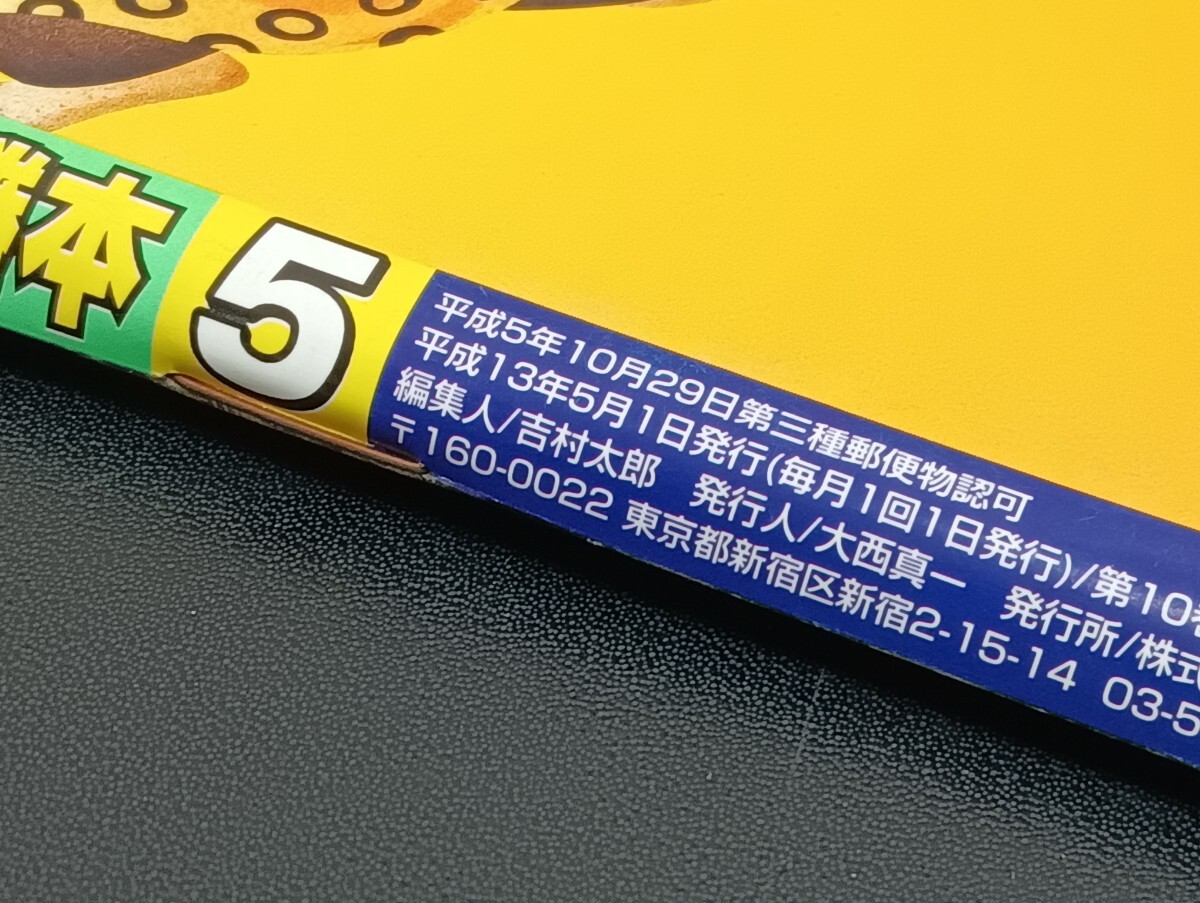 本 5
平成5年10月29日第三種郵便物認可
平成13年5月1日発行(毎月1回1日発行)/第10巻
編集人/吉村太郎 発行人/大西真一 発行所/株式
〒160-0022 東京都新宿区新宿2-15-14 03-5